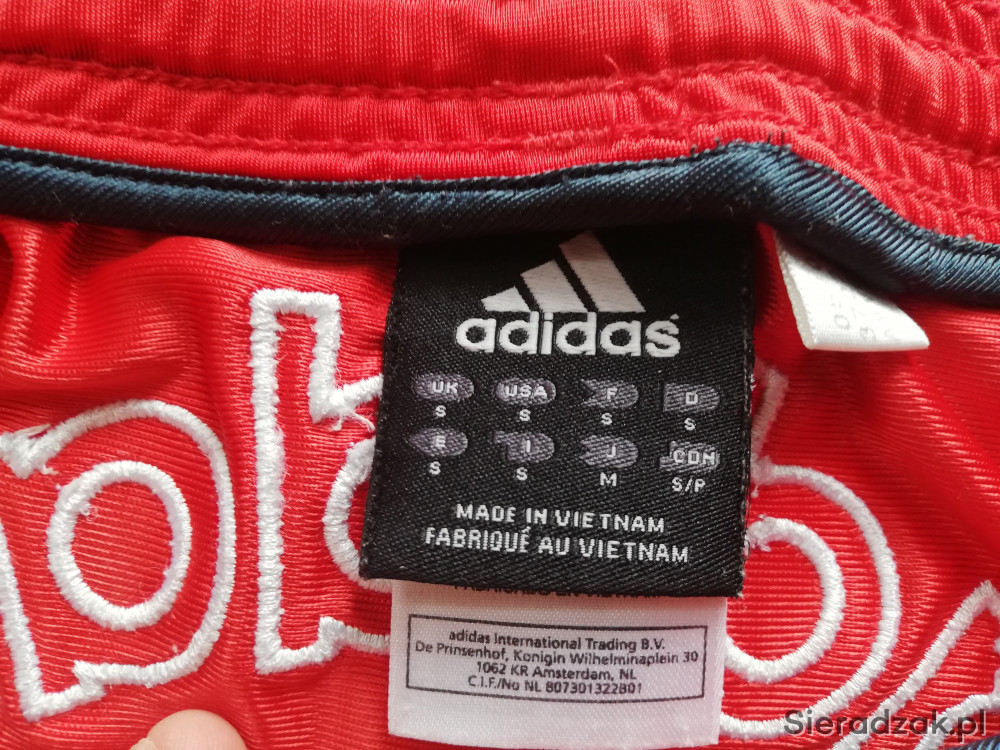 adidas
UK USA F D
S S S S
E I J CDN
S S M S/P
MADE IN VIETNAM
FABRIQUÉ AU VIETNAM
adidas International Trading B.V.
De Prinsenhof, Konigin Wilhelminaplein 30
1062 KR Amsterdam, NL
C.I.F./No NL 807301322B01
Sieradzak.pl